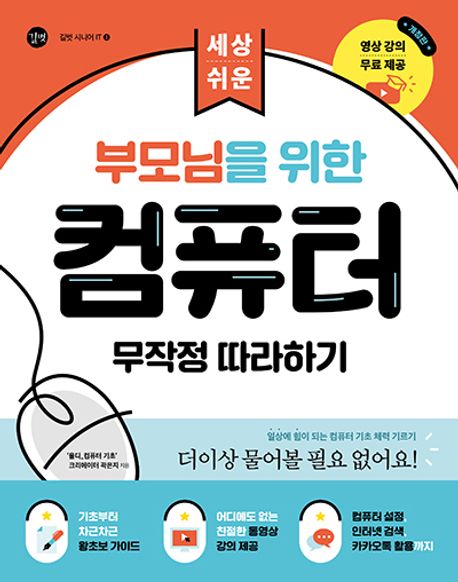 길벗
길벗 시니어 IT 1
세상
쉬운
개정판
영상 강의
무료 제공
부모님을 위한
컴퓨터
무작정 따라하기
일상에 힘이 되는 컴퓨터 기초 체력 기르기
더이상 물어볼 필요 없어요!
'율디_컴퓨터 기초'
크리에이터 곽은지 지음
기초부터
차근차근
왕초보 가이드
어디에도 없는
친절한 동영상
강의 제공
컴퓨터 설정,
인터넷 검색,
카카오톡 활용까지